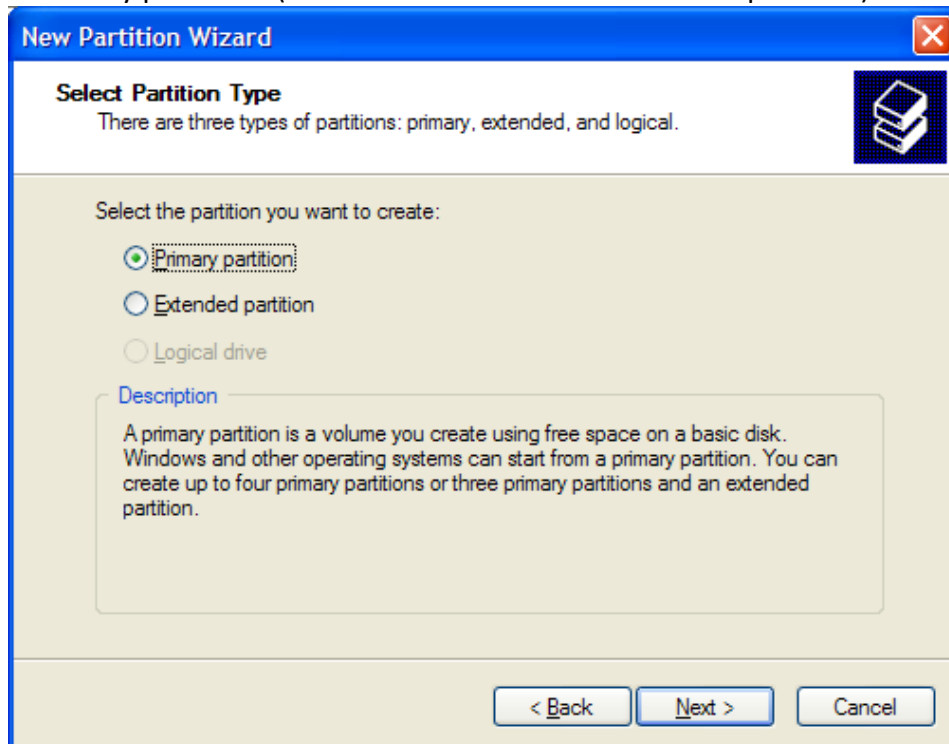 New Partition Wizard
Select Partition Type
There are three types of partitions: primary, extended, and logical.
Select the partition you want to create:
Primary partition
Extended partition
Logical drive
Description
A primary partition is a volume you create using free space on a basic disk.
Windows and other operating systems can start from a primary partition. You can
create up to four primary partitions or three primary partitions and an extended
partition.
< Back
Next >
Cancel